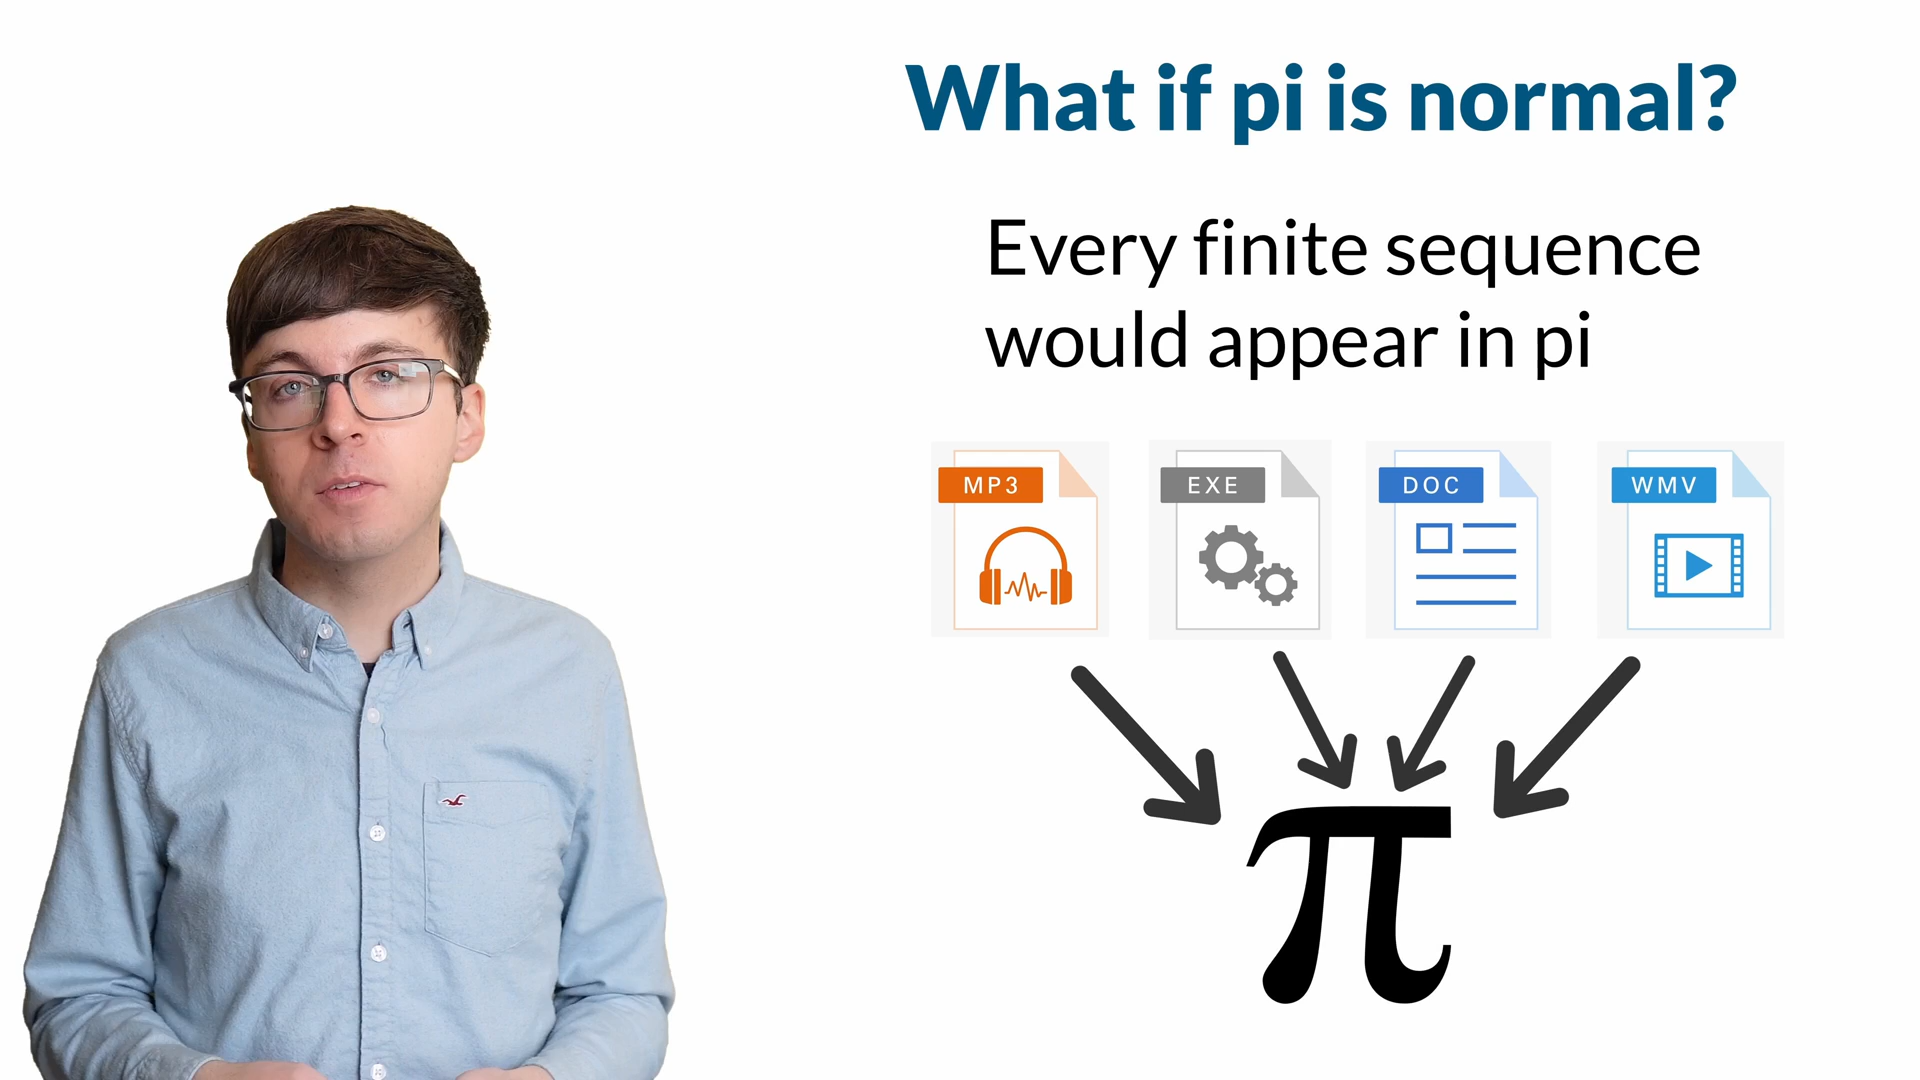 What if pi is normal?
Every finite sequence
would appear in pi
MP3 EXE DOC WMV
π